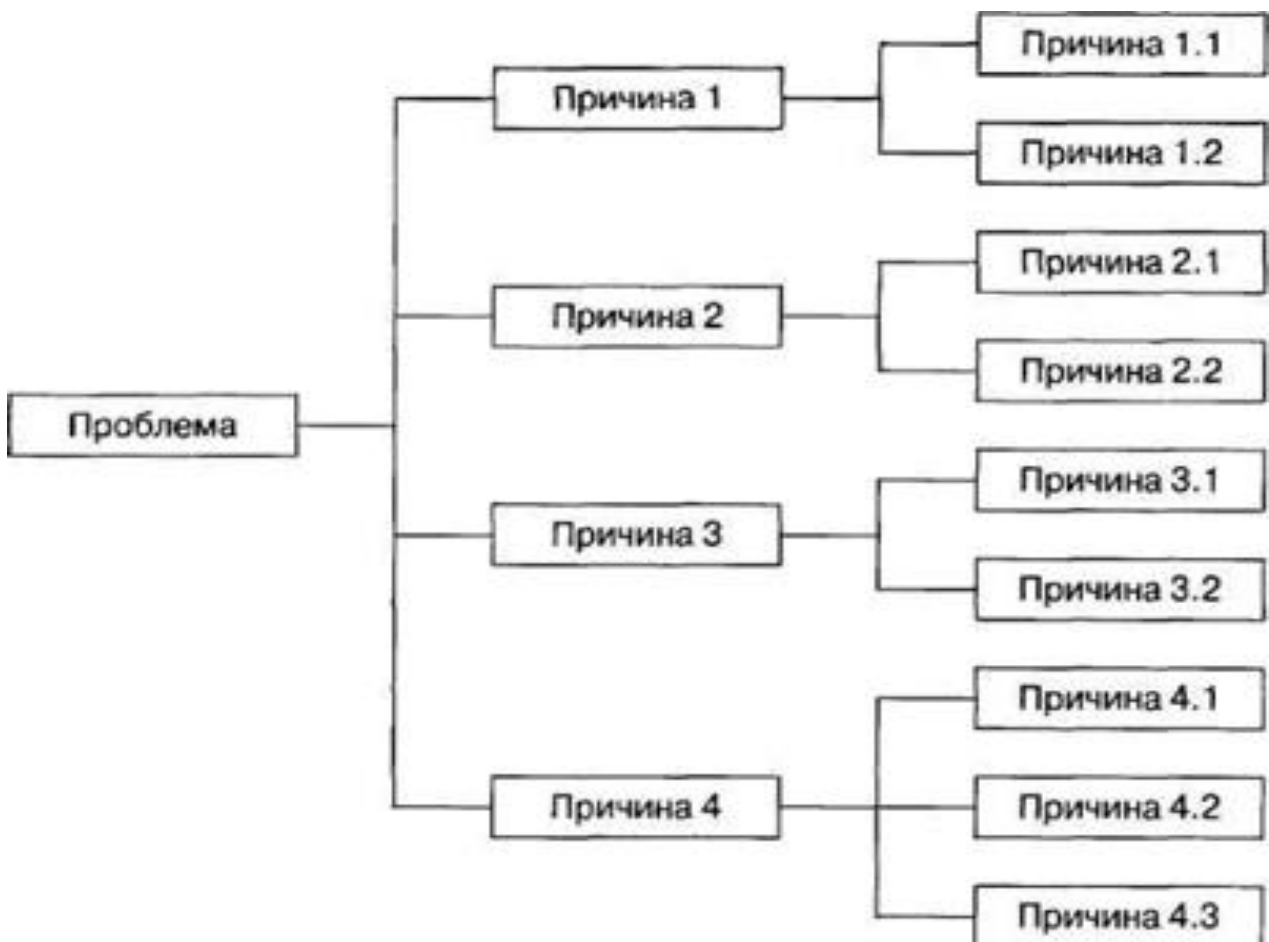 Причина 1.1
Причина 1
Причина 1.2
Причина 2.1
Причина 2
Причина 2.2
Проблема
Причина 3.1
Причина 3
Причина 3.2
Причина 4.1
Причина 4
Причина 4.2
Причина 4.3